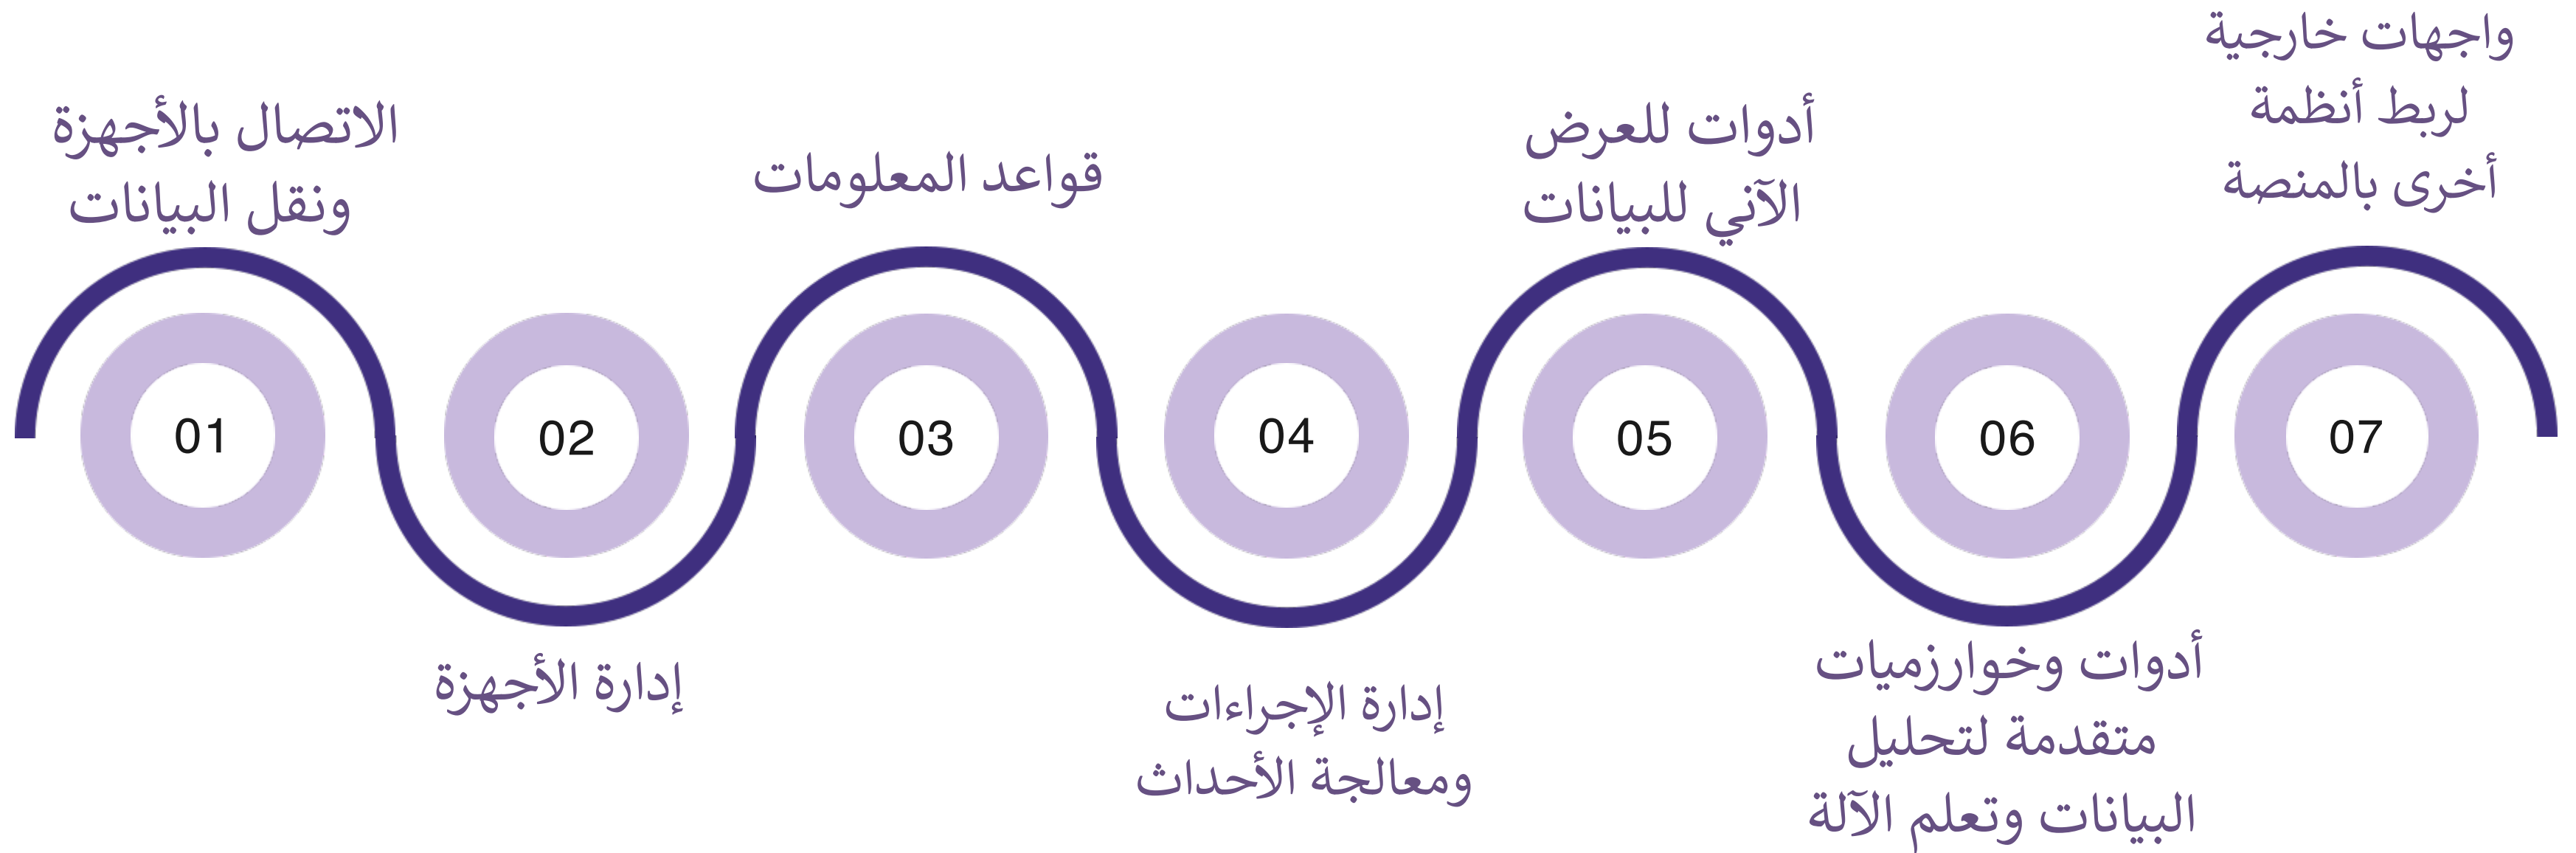 الاتصال بالأجهزة
ونقل البيانات
01
02
إدارة الأجهزة
قواعد المعلومات
03
04
إدارة الإجراءات
ومعالجة الأحداث
أدوات للعرض
الآني للبيانات
05
06
أدوات وخوارزميات
متقدمة لتحليل
البيانات وتعلم الآلة
واجهات خارجية
لربط أنظمة
أخرى بالمنصة
07